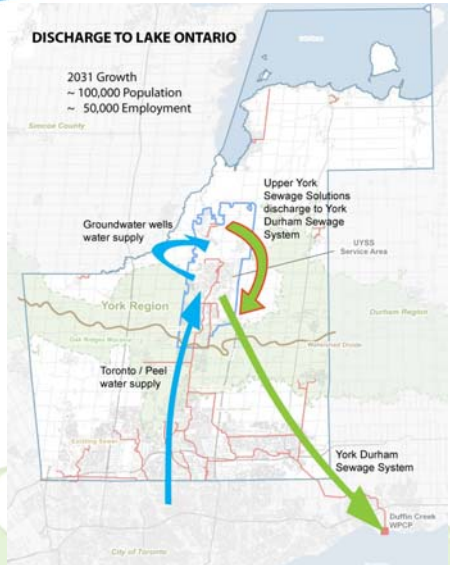 DISCHARGE TO LAKE ONTARIO
2031 Growth
~ 100,000 Population
~ 50,000 Employment
Simcoe County
Upper York
Sewage Solutions
discharge to York
Durham Sewage
System
Groundwater wells
water supply
UYSS
Service Area
York Region
Durham Region
Oak Ridges Moraine
Watershed Divide
Toronto / Peel
water supply
Existing Sewer
York Durham
Sewage System
Duffin Creek
WPCP
City of Toronto